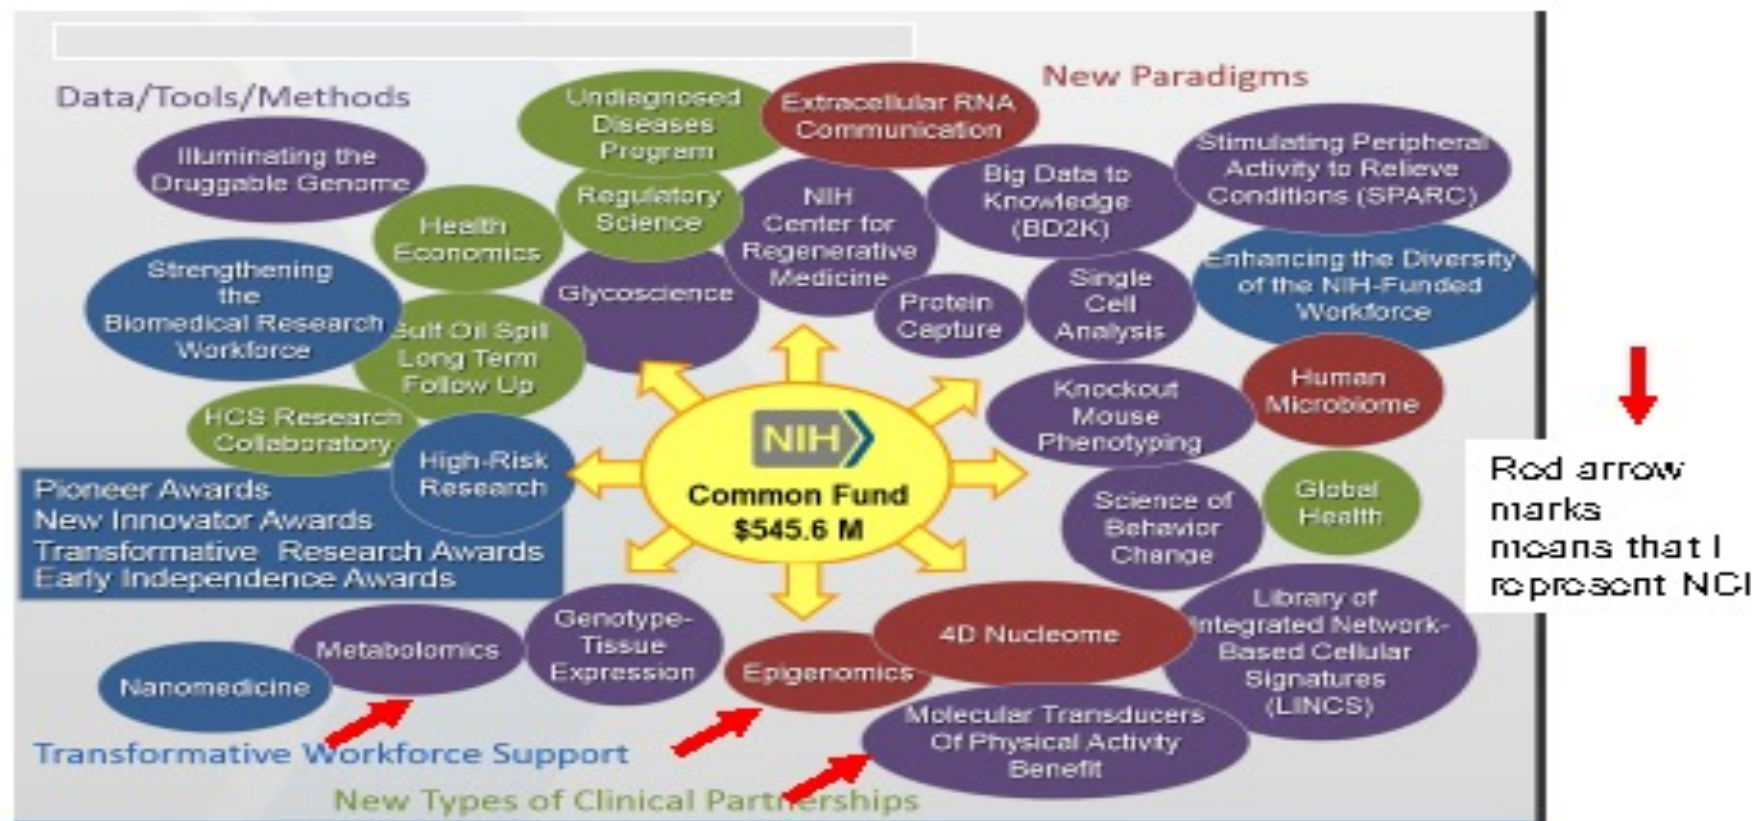 Data/Tools/Methods
New Paradigms
Undiagnosed
Diseases
Program
Extracellular RNA
Communication
Illuminating the
Druggable Genome
Stimulating Peripheral
Activity to Relieve
Conditions (SPARC)
Health
Economics
Regulatory
Science
NIH
Center for
Regenerative
Medicine
Big Data to
Knowledge
(BD2K)
Strengthening
the
Biomedical Research
Workforce
Glycoscience
Protein
Capture
Single
Cell
Analysis
Enhancing the Diversity
of the NIH-Funded
Workforce
Gulf Oil Spill
Long Term
Follow Up
Knockout
Mouse
Phenotyping
Human
Microbiome
HCS Research
Collaboratory
High-Risk
Research
NIH
Common Fund
$545.6 M
Pioneer Awards
New Innovator Awards
Transformative Research Awards
Early Independence Awards
Science of
Behavior
Change
Global
Health
Red arrow
marks
means that I
represent NCI
Nanomedicine
Metabolomics
Genotype-
Tissue
Expression
Epigenomics
4D Nucleome
Library of
Integrated Network-
Based Cellular
Signatures
(LINCS)
Molecular Transducers
Of Physical Activity
Benefit
Transformative Workforce Support
New Types of Clinical Partnerships